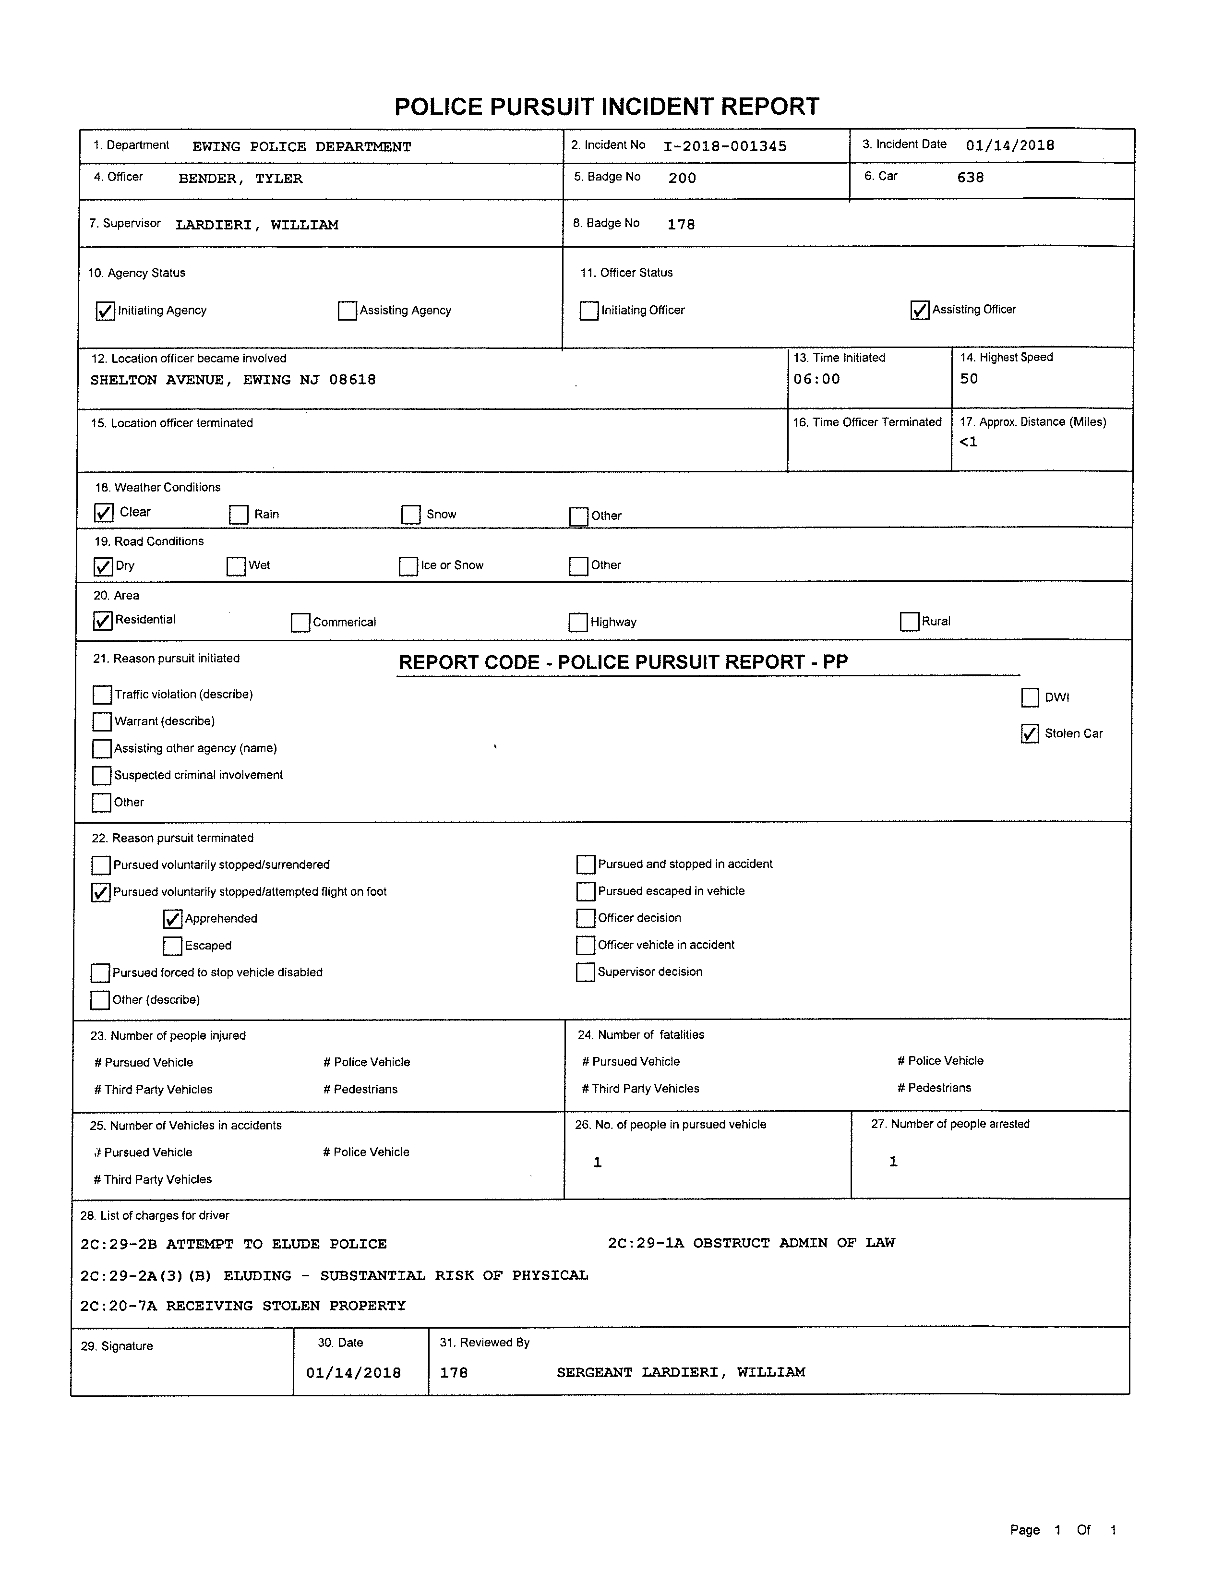 POLICE PURSUIT INCIDENT REPORT
1. Department EWING POLICE DEPARTMENT 2. Incident No I-2018-001345 3. Incident Date 01/14/2018
4. Officer BENDER, TYLER 5. Badge No 200 6. Car 638
7. Supervisor LARDIERI, WILLIAM 8. Badge No 178
10. Agency Status 11. Officer Status
Initiating Agency Assisting Agency Initiating Officer Assisting Officer
12. Location officer became involved 13. Time Initiated 14. Highest Speed
SHELTON AVENUE, EWING NJ 08618 06:00 50
15. Location officer terminated 16. Time Officer Terminated 17. Approx. Distance (Miles)
<1
18. Weather Conditions
Clear Rain Snow Other
19. Road Conditions
Dry Wet Ice or Snow Other
20. Area
Residential Commerical Highway Rural
21. Reason pursuit initiated REPORT CODE - POLICE PURSUIT REPORT - PP
Traffic violation (describe) DWI
Warrant (describe)
Stolen Car
Assisting other agency (name)
Suspected criminal involvement
Other
22. Reason pursuit terminated
Pursued voluntarily stopped/surrendered Pursued and stopped in accident
Pursued voluntarily stopped/attempted flight on foot Pursued escaped in vehicle
Apprehended Officer decision
Escaped Officer vehicle in accident
Pursued forced to stop vehicle disabled Supervisor decision
Other (describe)
23. Number of people injured 24. Number of fatalities
# Pursued Vehicle # Police Vehicle # Pursued Vehicle # Police Vehicle
# Third Party Vehicles # Pedestrians # Third Party Vehicles # Pedestrians
25. Number of Vehicles in accidents 26. No. of people in pursued vehicle 27. Number of people arrested
# Pursued Vehicle # Police Vehicle 1 1
# Third Party Vehicles
28. List of charges for driver
2C:29-2B ATTEMPT TO ELUDE POLICE 2C:29-1A OBSTRUCT ADMIN OF LAW
2C:29-2A(3)(B) ELUDING - SUBSTANTIAL RISK OF PHYSICAL
2C:20-7A RECEIVING STOLEN PROPERTY
29. Signature 30. Date 31. Reviewed By
01/14/2018 178 SERGEANT LARDIERI, WILLIAM
Page 1 Of 1